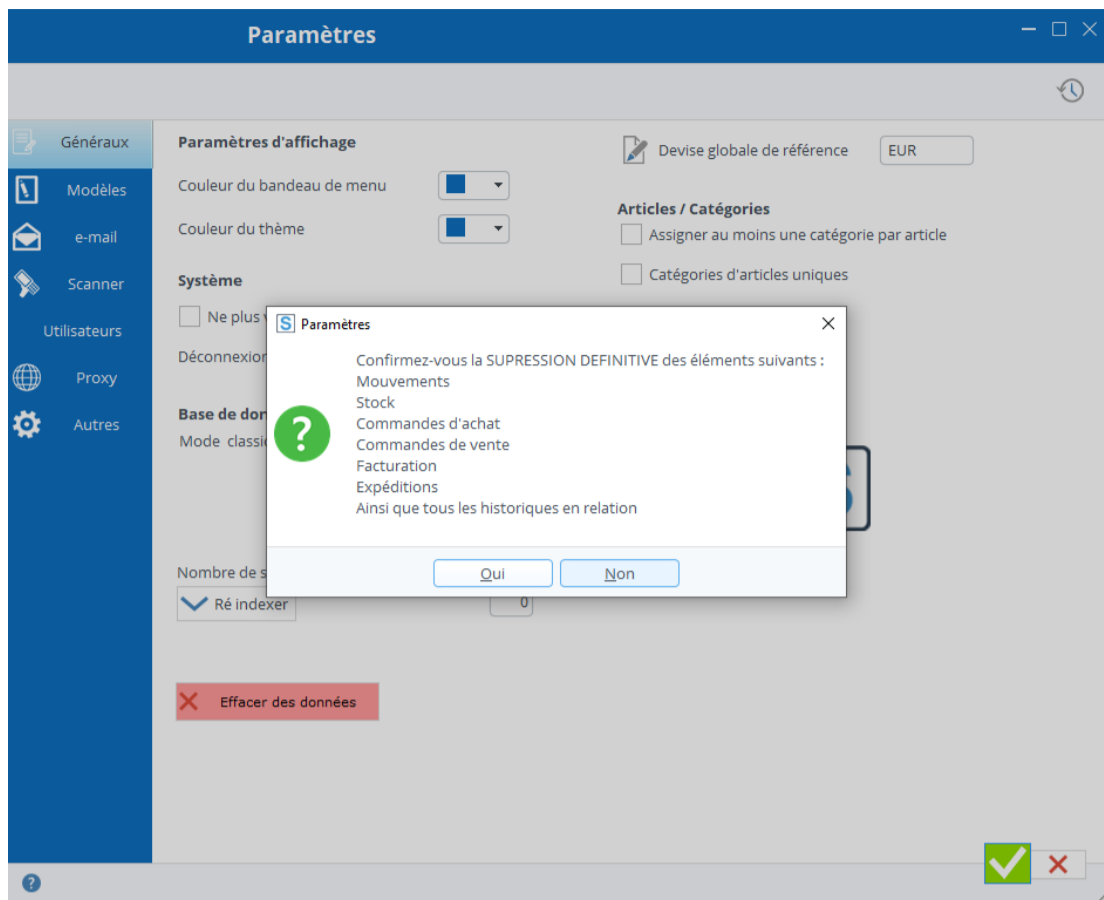 Paramètres
Généraux
Modèles
e-mail
Scanner
Utilisateurs
Proxy
Autres
Paramètres d'affichage
Couleur du bandeau de menu
Couleur du thème
Système
Ne plus
Déconnexion
Base de
Mode
Nombre de
Ré indexer
0
Effacer des données
Devise globale de référence
EUR
Articles / Catégories
Assigner au moins une catégorie par article
Catégories d'articles uniques
S Paramètres
Confirmez-vous la SUPRESSION DEFINITIVE des éléments suivants :
Mouvements
Stock
Commandes d'achat
Commandes de vente
Facturation
Expéditions
Ainsi que tous les historiques en relation
?
Oui
Non
?